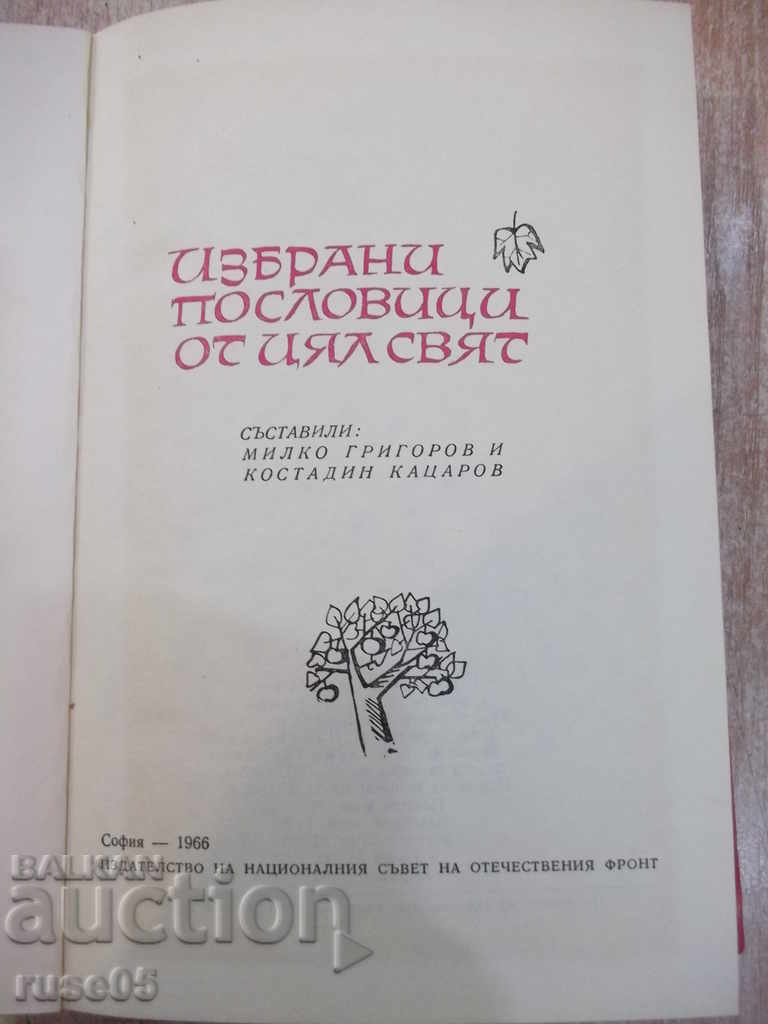 ИЗБРАНИ
ПОСЛОВИЦИ
ОТ ЦЯЛ СВЯТ
СЪСТАВИЛИ:
МИЛКО ГРИГОРОВ И
КОСТАДИН КАЦАРОВ
София — 1966
ИЗДАТЕЛСТВО НА НАЦИОНАЛНИЯ СЪВЕТ НА ОТЕЧЕСТВЕНИЯ ФРОНТ
BALKAN
auction
ruse05